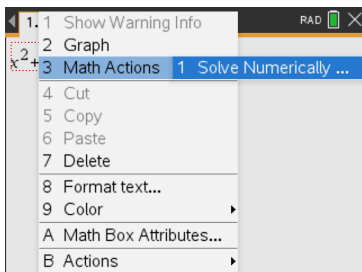 1. RAD
1 Show Warning Info
2 Graph
x²+
3 Math Actions 1 Solve Numerically ...
4 Cut
5 Copy
6 Paste
7 Delete
8 Format text...
9 Color
A Math Box Attributes...
B Actions